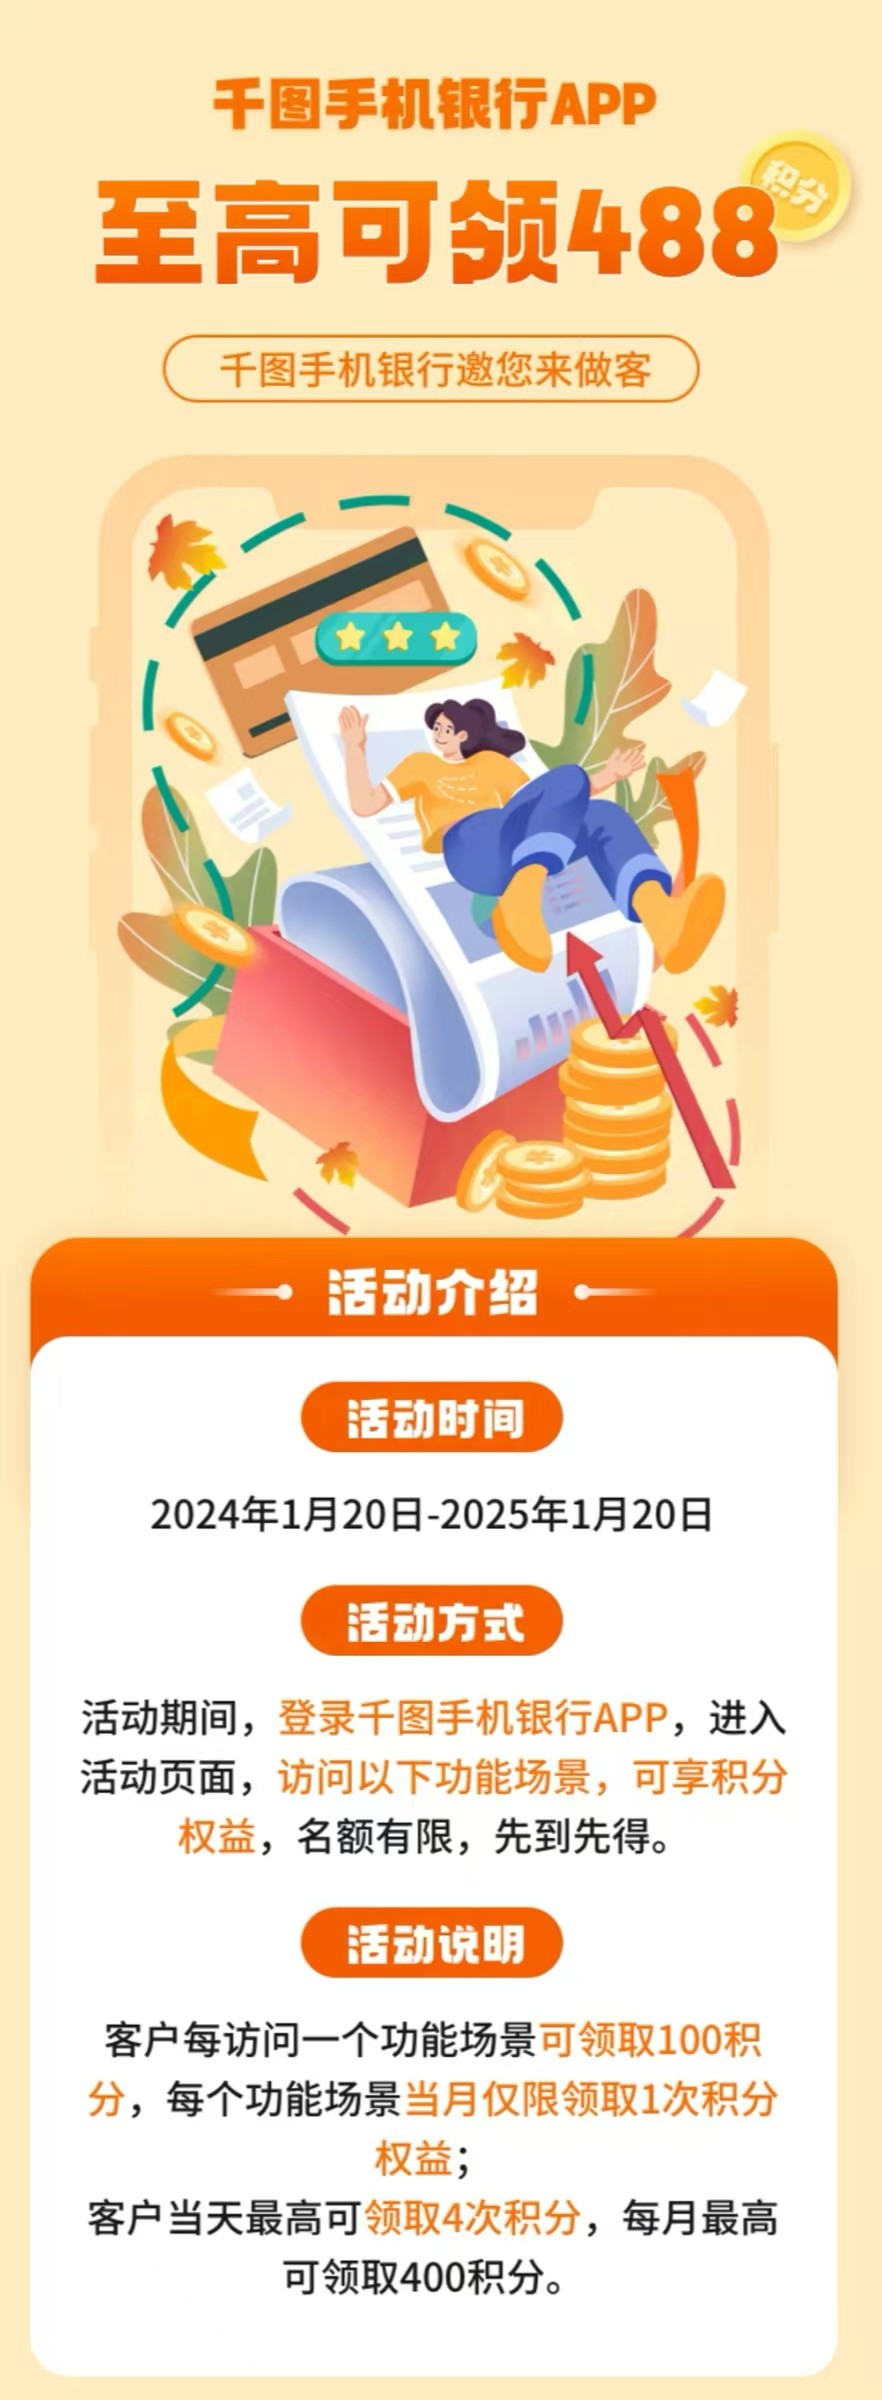 千图手机银行APP
至高可领488
积分
千图手机银行邀您来做客
活动介绍
活动时间
2024年1月20日-2025年1月20日
活动方式
活动期间，登录千图手机银行APP，进入
活动页面，访问以下功能场景，可享积分
权益，名额有限，先到先得。
活动说明
客户每访问一个功能场景可领取100积
分，每个功能场景当月仅限领取1次积分
权益；
客户当天最高可领取4次积分，每月最高
可领取400积分。